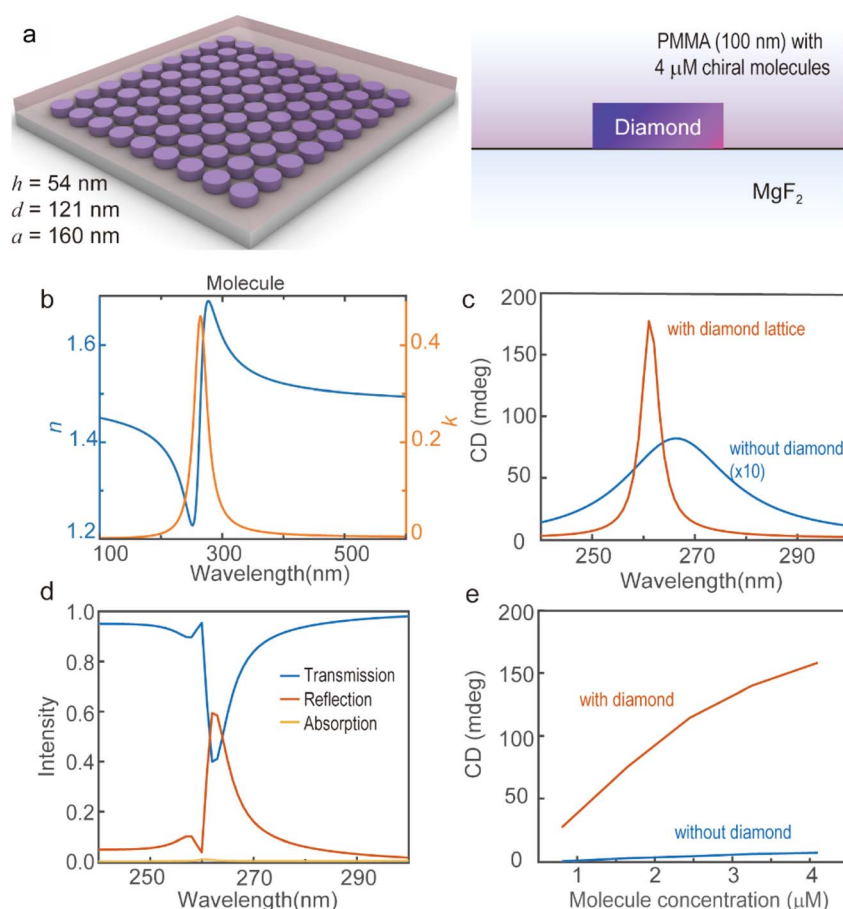 a
h = 54 nm
d = 121 nm
a = 160 nm
PMMA (100 nm) with
4 μM chiral molecules
Diamond
MgF2
b
Molecule
1.6
1.4
1.2
n
0.4
0.2
0
k
100
300
500
Wavelength(nm)
c
200
150
100
50
0
CD (mdeg)
with diamond lattice
without diamond
(x10)
250
270
290
Wavelength(nm)
d
1.0
0.8
0.6
0.4
0.2
0.0
Intensity
Transmission
Reflection
Absorption
250
270
290
Wavelength(nm)
e
200
150
100
50
0
CD (mdeg)
with diamond
without diamond
1
2
3
4
Molecule concentration (μM)